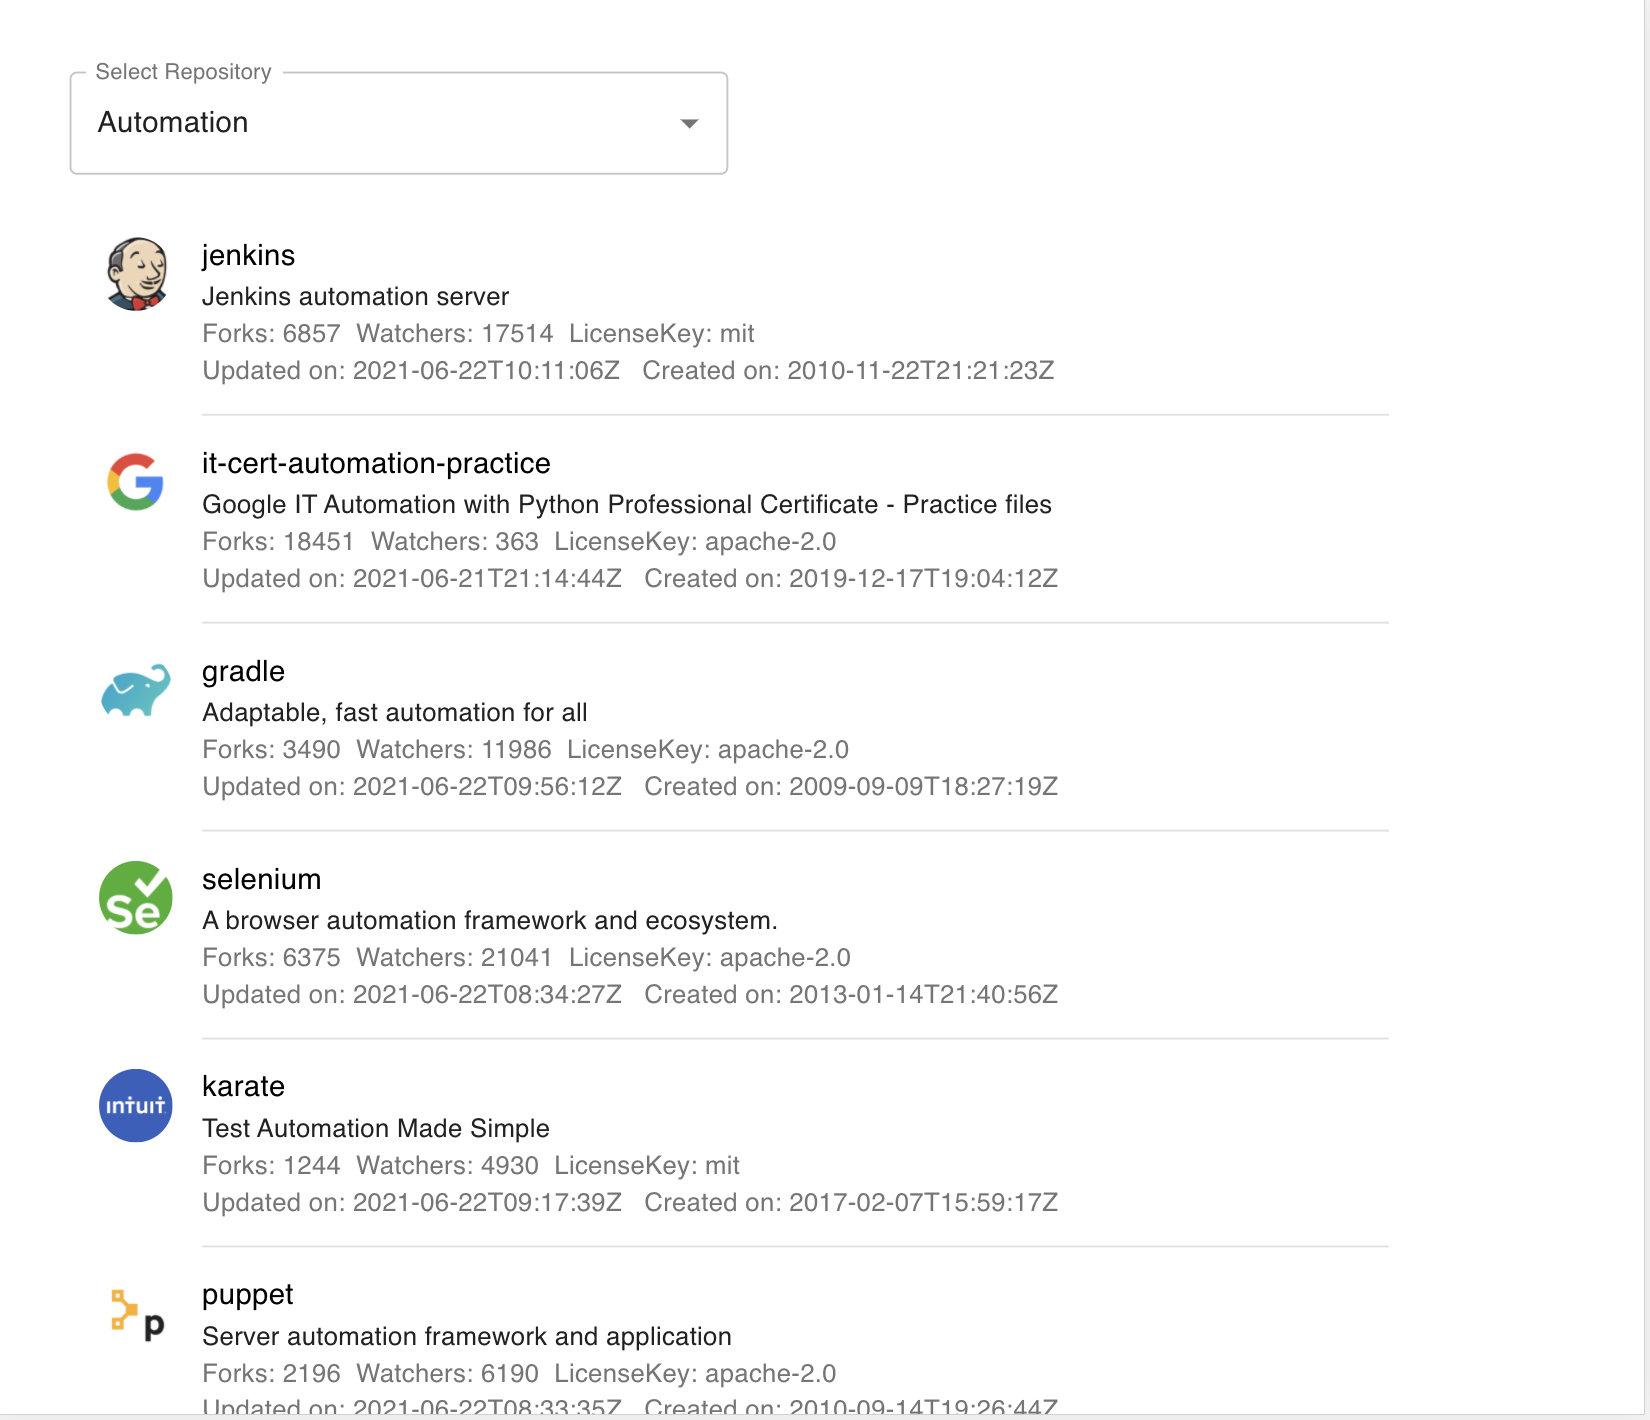 Select Repository
Automation
jenkins
Jenkins automation server
Forks: 6857 Watchers: 17514 LicenseKey: mit
Updated on: 2021-06-22T10:11:06Z Created on: 2010-11-22T21:21:23Z
it-cert-automation-practice
Google IT Automation with Python Professional Certificate - Practice files
Forks: 18451 Watchers: 363 LicenseKey: apache-2.0
Updated on: 2021-06-21T21:14:44Z Created on: 2019-12-17T19:04:12Z
gradle
Adaptable, fast automation for all
Forks: 3490 Watchers: 11986 LicenseKey: apache-2.0
Updated on: 2021-06-22T09:56:12Z Created on: 2009-09-09T18:27:19Z
Se
selenium
A browser automation framework and ecosystem.
Forks: 6375 Watchers: 21041 LicenseKey: apache-2.0
Updated on: 2021-06-22T08:34:27Z Created on: 2013-01-14T21:40:56Z
INTUIT
karate
Test Automation Made Simple
Forks: 1244 Watchers: 4930 LicenseKey: mit
Updated on: 2021-06-22T09:17:39Z Created on: 2017-02-07T15:59:17Z
p
puppet
Server automation framework and application
Forks: 2196 Watchers: 6190 LicenseKey: apache-2.0
Updated on: 2021-06-22T08:33:35Z Created on: 2010-09-14T19:26:44Z